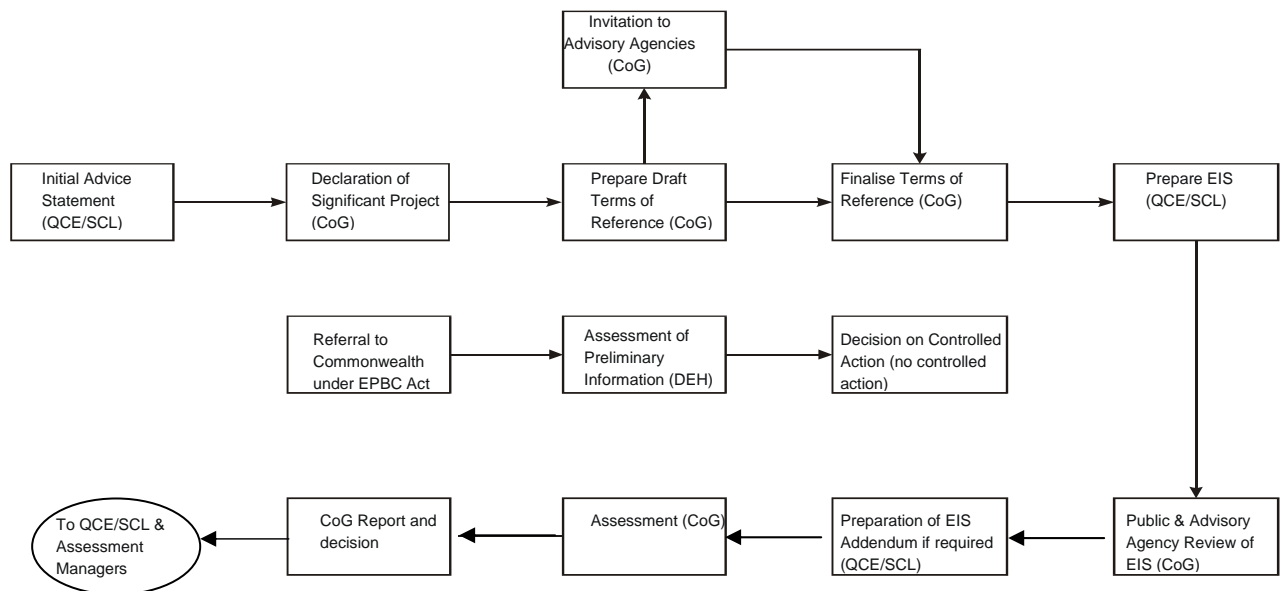 Invitation to
Advisory Agencies
(CoG)
Initial Advice
Statement
(QCE/SCL)
Declaration of
Significant Project
(CoG)
Prepare Draft
Terms of
Reference (CoG)
Finalise Terms of
Reference (CoG)
Prepare EIS
(QCE/SCL)
Referral to
Commonwealth
under EPBC Act
Assessment of
Preliminary
Information (DEH)
Decision on Controlled
Action (no controlled
action)
To QCE/SCL &
Assessment
Managers
CoG Report and
decision
Assessment (CoG)
Preparation of EIS
Addendum if required
(QCE/SCL)
Public & Advisory
Agency Review of
EIS (CoG)